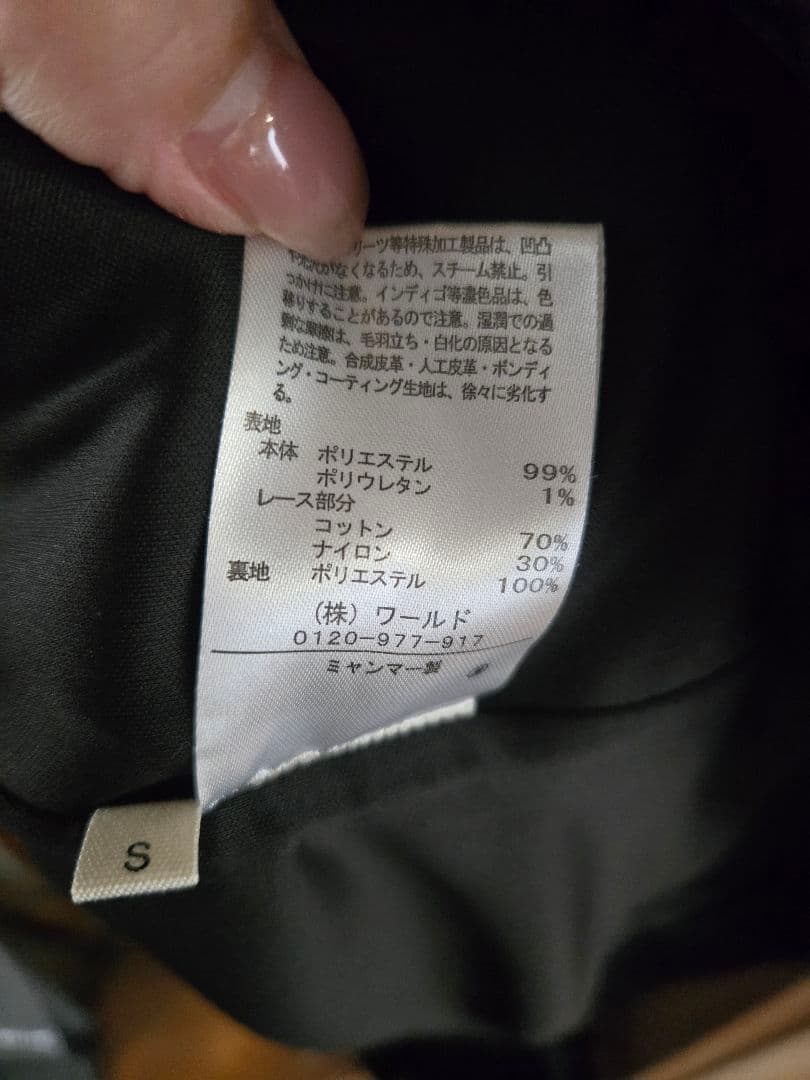 リーツ等特殊加工製品は、凹凸
がなくなるため、スチーム禁止。引
っかけに注意。インディゴ等濃色品は、色
移りすることがあるので注意。湿潤での過
剰な摩擦は、毛羽立ち・白化の原因となる
ため注意。合成皮革・人工皮革・ボンディ
ング・コーティング生地は、徐々に劣化す
る。
表地
本体 ポリエステル 99%
ポリウレタン 1%
レース部分
コットン 70%
ナイロン 30%
裏地 ポリエステル 100%
(株) ワールド
0120-977-917
ミャンマー製
S